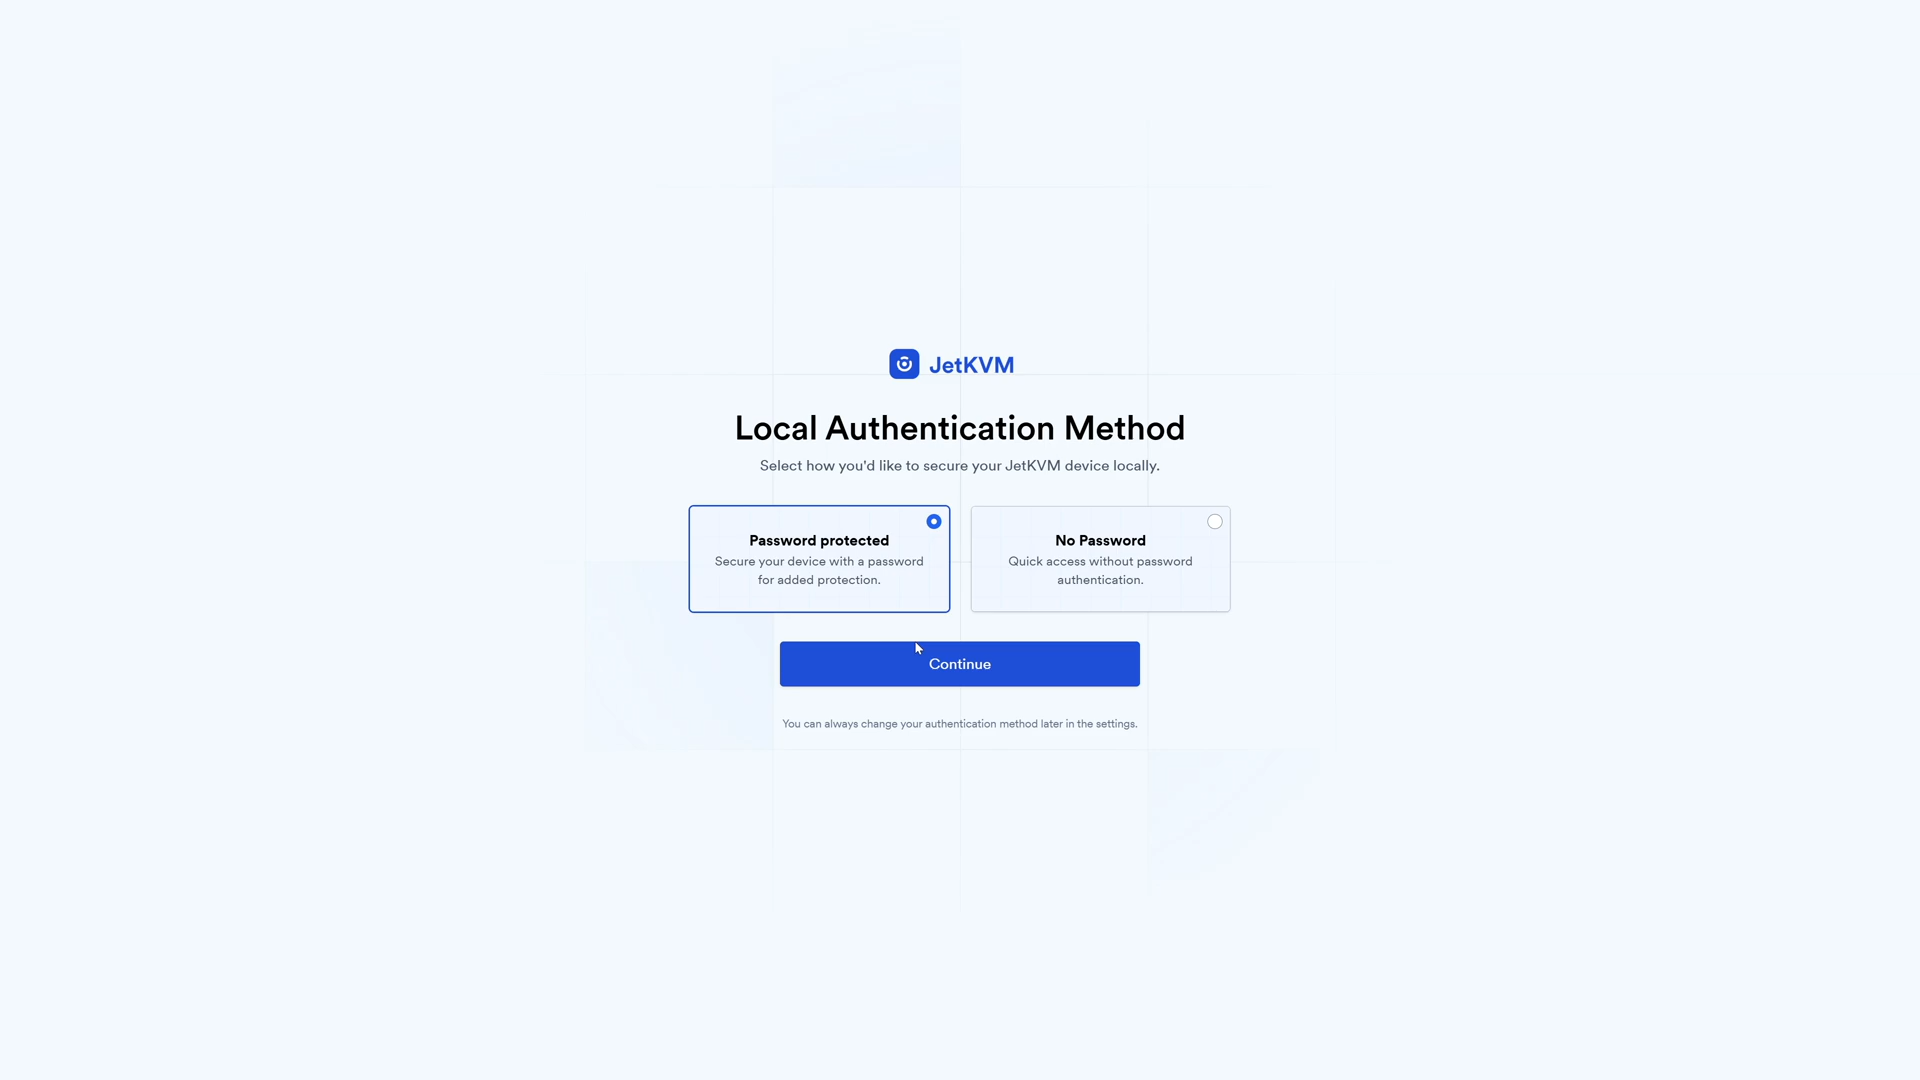 JetKVM
Local Authentication Method
Select how you'd like to secure your JetKVM device locally.
Password protected
Secure your device with a password
for added protection.
No Password
Quick access without password
authentication.
Continue
You can always change your authentication method later in the settings.